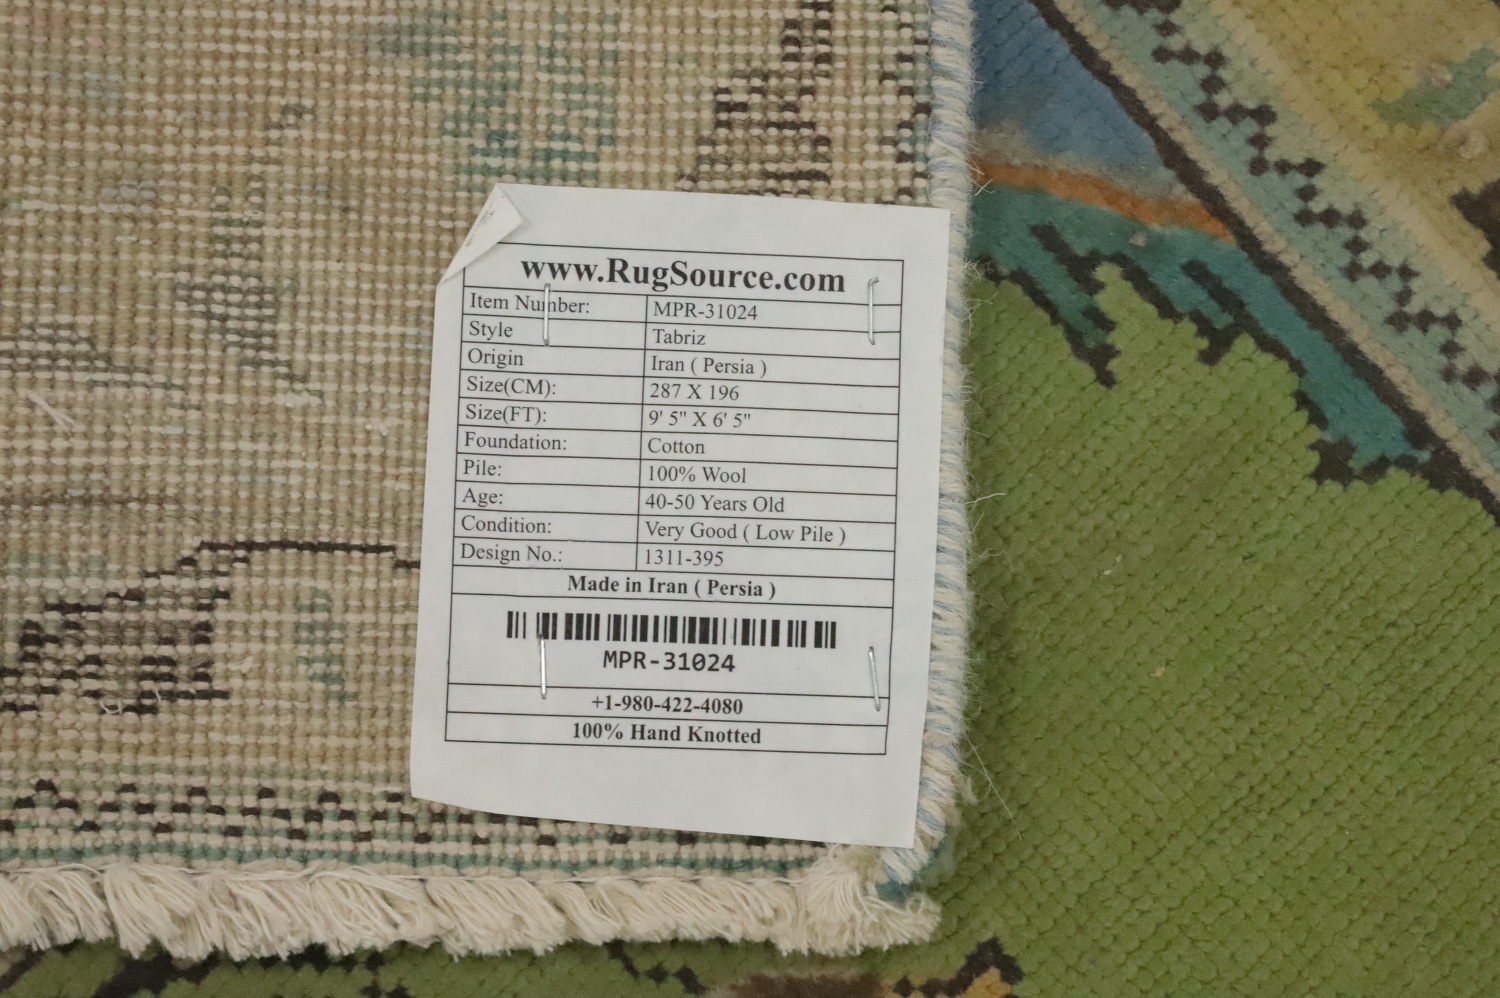 www.RugSource.com
Item Number: MPR-31024
Style Tabriz
Origin Iran ( Persia )
Size(CM): 287 X 196
Size(FT): 9' 5" X 6' 5"
Foundation: Cotton
Pile: 100% Wool
Age: 40-50 Years Old
Condition: Very Good ( Low Pile )
Design No.: 1311-395
Made in Iran ( Persia )
MPR-31024
+1-980-422-4080
100% Hand Knotted